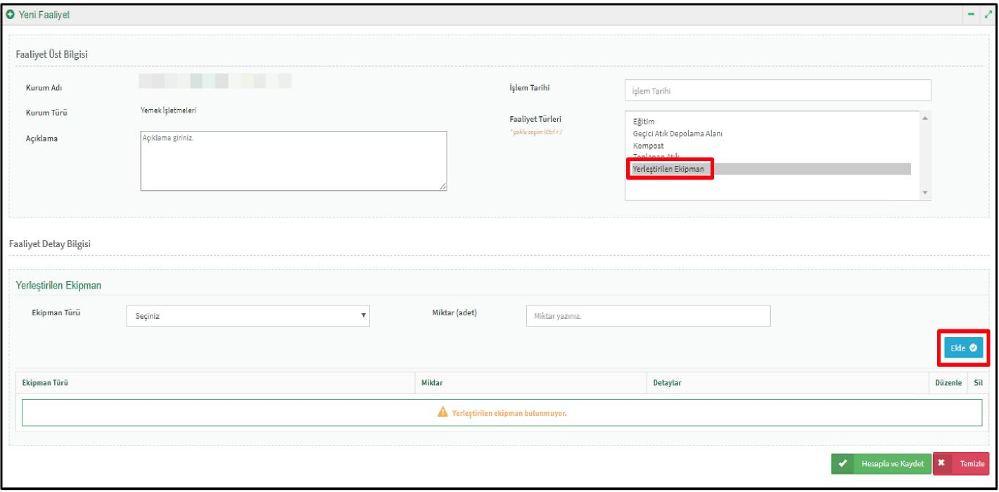 Yeni Faaliyet
Faaliyet Üst Bilgisi
Kurum Adı
İşlem Tarihi
İşlem Tarihi
Kurum Türü
Yemek İşletmeleri
Faaliyet Türleri
* çoklu seçim (Ctrl + )
Açıklama
Açıklama giriniz.
Eğitim
Geçici Atık Depolama Alanı
Kompost
Toplanan Atık
Yerleştirilen Ekipman
Faaliyet Detay Bilgisi
Yerleştirilen Ekipman
Ekipman Türü
Seçiniz
Miktar (adet)
Miktar yazınız.
Ekle
Ekipman Türü
Miktar
Detaylar
Düzenle
Sil
Yerleştirilen ekipman bulunmuyor.
Hesapla ve Kaydet
Temizle